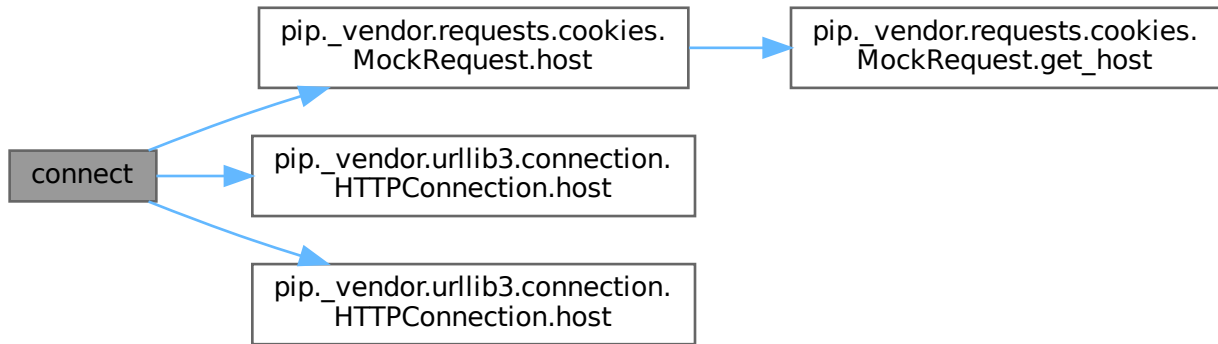 pip._vendor.requests.cookies.
MockRequest.host
pip._vendor.requests.cookies.
MockRequest.get_host
connect
pip._vendor.urllib3.connection.
HTTPConnection.host
pip._vendor.urllib3.connection.
HTTPConnection.host